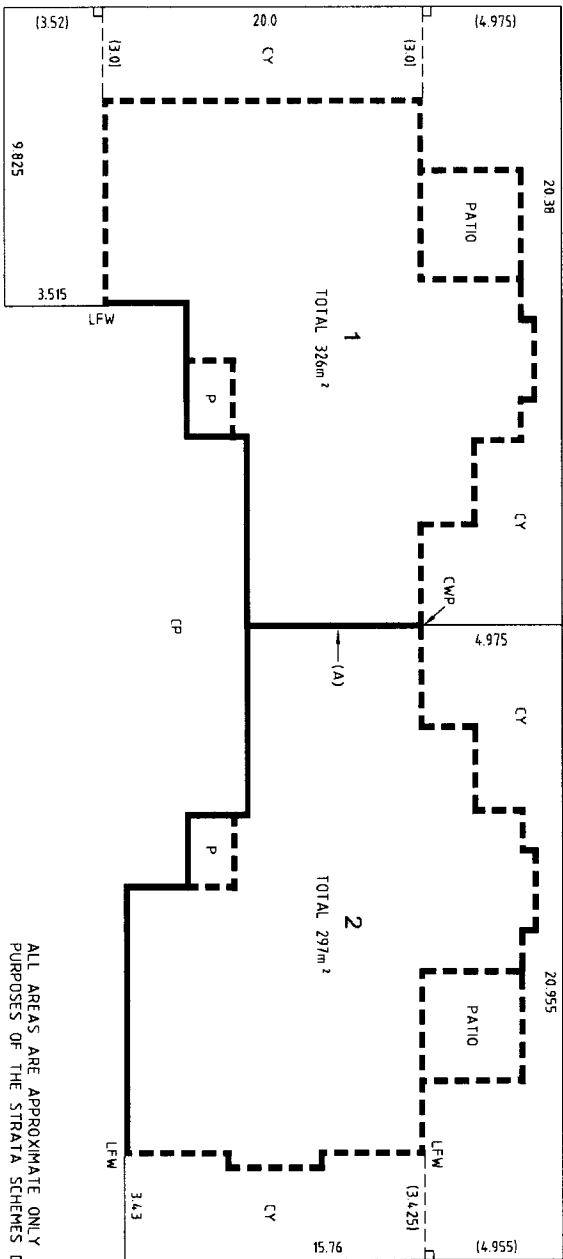 (3.52)
20.0
(4.975)
(3.0)
CY
(3.0)
9.825
20.38
PATIO
3.515
LFW
1
TOTAL 326m²
P
CY
CWP
4.975
CP
(A)
CY
P
2
TOTAL 297m²
20.955
PATIO
LFW
LFW
3.43
CY
(3.425)
15.76
(4.955)
ALL AREAS ARE APPROXIMATE ONLY
PURPOSES OF THE STRATA SCHEMES